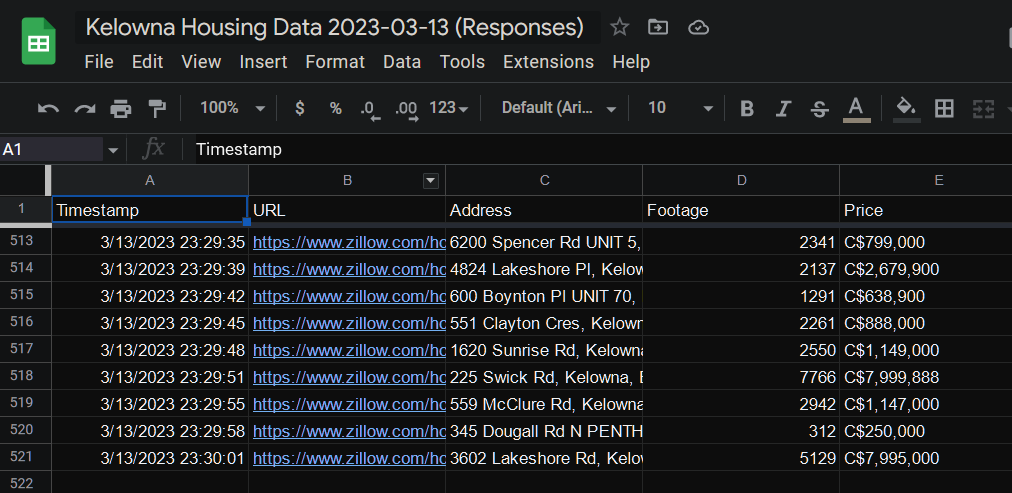 Kelowna Housing Data 2023-03-13 (Responses)
File Edit View Insert Format Data Tools Extensions Help
100% $ % .0 .00 123 Default (Ari... 10 B I S A
A1 fx Timestamp
A B C D E
1 Timestamp URL Address Footage Price
513 3/13/2023 23:29:35 https://www.zillow.com/hc 6200 Spencer Rd UNIT 5, 2341 C$799,000
514 3/13/2023 23:29:39 https://www.zillow.com/hc 4824 Lakeshore Pl, Kelow 2137 C$2,679,900
515 3/13/2023 23:29:42 https://www.zillow.com/hc 600 Boynton Pl UNIT 70, 1291 C$638,900
516 3/13/2023 23:29:45 https://www.zillow.com/hc 551 Clayton Cres, Kelown 2261 C$888,000
517 3/13/2023 23:29:48 https://www.zillow.com/hc 1620 Sunrise Rd, Kelowna 2550 C$1,149,000
518 3/13/2023 23:29:51 https://www.zillow.com/hc 225 Swick Rd, Kelowna, 7766 C$7,999,888
519 3/13/2023 23:29:55 https://www.zillow.com/hc 559 McClure Rd, Kelowna 2942 C$1,147,000
520 3/13/2023 23:29:58 https://www.zillow.com/hc 345 Dougall Rd N PENTH 312 C$250,000
521 3/13/2023 23:30:01 https://www.zillow.com/hc 3602 Lakeshore Rd, Kelov 5129 C$7,995,000
522